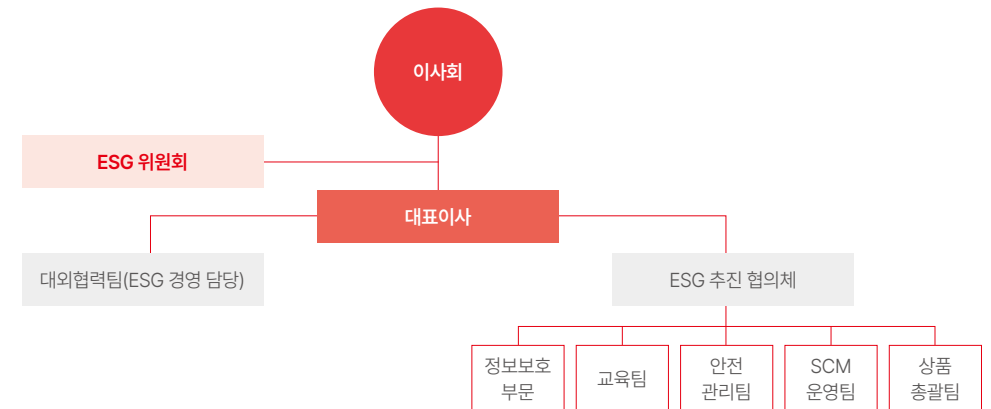 이사회
ESG 위원회
대표이사
대외협력팀(ESG 경영 담당)
ESG 추진 협의체
정보보호
부문
교육팀
안전
관리팀
SCM
운영팀
상품
총괄팀